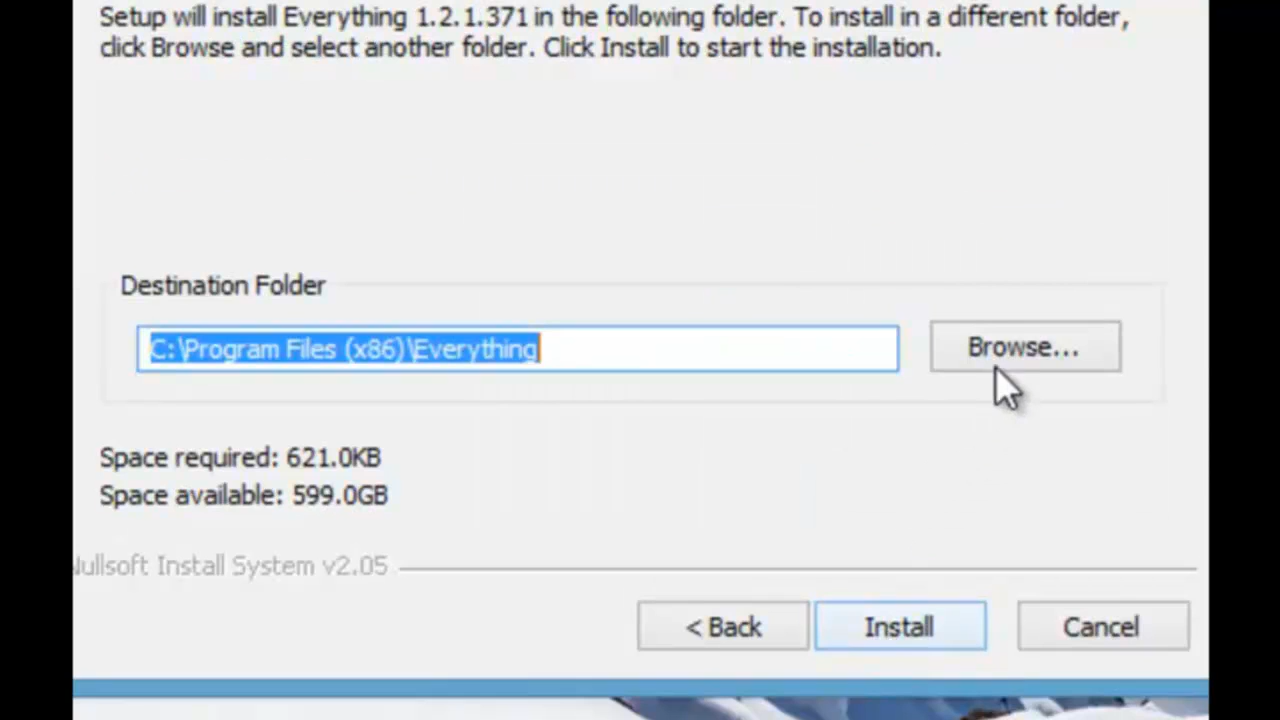 Setup will install Everything 1.2.1.371 in the following folder. To install in a different folder,
click Browse and select another folder. Click Install to start the installation.
Destination Folder
C:\Program Files (x86)\Everything
Browse...
Space required: 621.0KB
Space available: 599.0GB
Nullsoft Install System v2.05
< Back
Install
Cancel